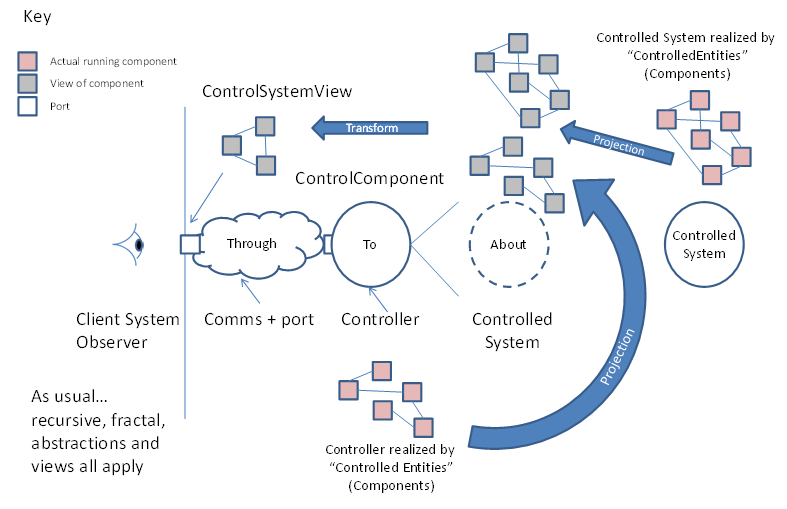 Key
Actual running component
View of component
Port
ControlSystemView
Transform
Projection
Controlled System realized by
“ControlledEntities”
(Components)
ControlComponent
Through
To
About
Controlled
System
Client System
Observer
Comms + port
Controller
Controlled
System
Projection
As usual...
recursive, fractal,
abstractions and
views all apply
Controller realized by
“Controlled Entities”
(Components)